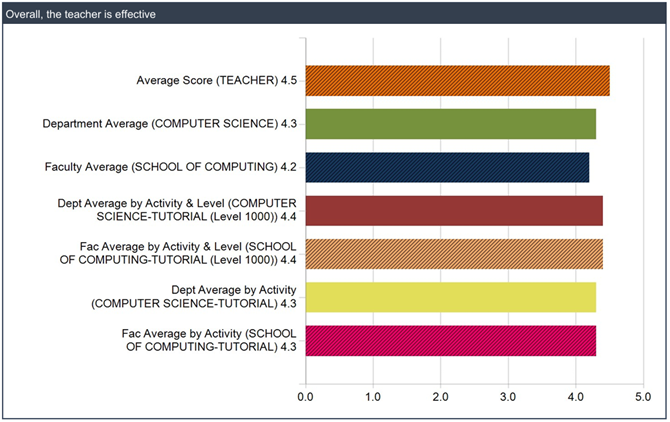 Overall, the teacher is effective
Average Score (TEACHER) 4.5
Department Average (COMPUTER SCIENCE) 4.3
Faculty Average (SCHOOL OF COMPUTING) 4.2
Dept Average by Activity & Level (COMPUTER
SCIENCE-TUTORIAL (Level 1000)) 4.4
Fac Average by Activity & Level (SCHOOL
OF COMPUTING-TUTORIAL (Level 1000)) 4.4
Dept Average by Activity
(COMPUTER SCIENCE-TUTORIAL) 4.3
Fac Average by Activity (SCHOOL
OF COMPUTING-TUTORIAL) 4.3
0.0 1.0 2.0 3.0 4.0 5.0